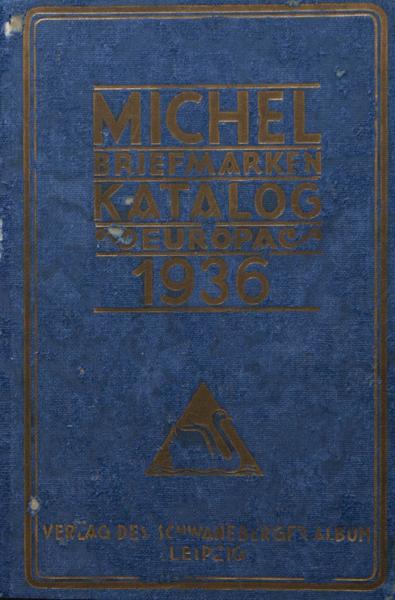 MICHEL
BRIEFMARKEN
KATALOG
EUROPA
1936
VERLAG DES SCHWANEBERGER ALBUM
LEIPZIG